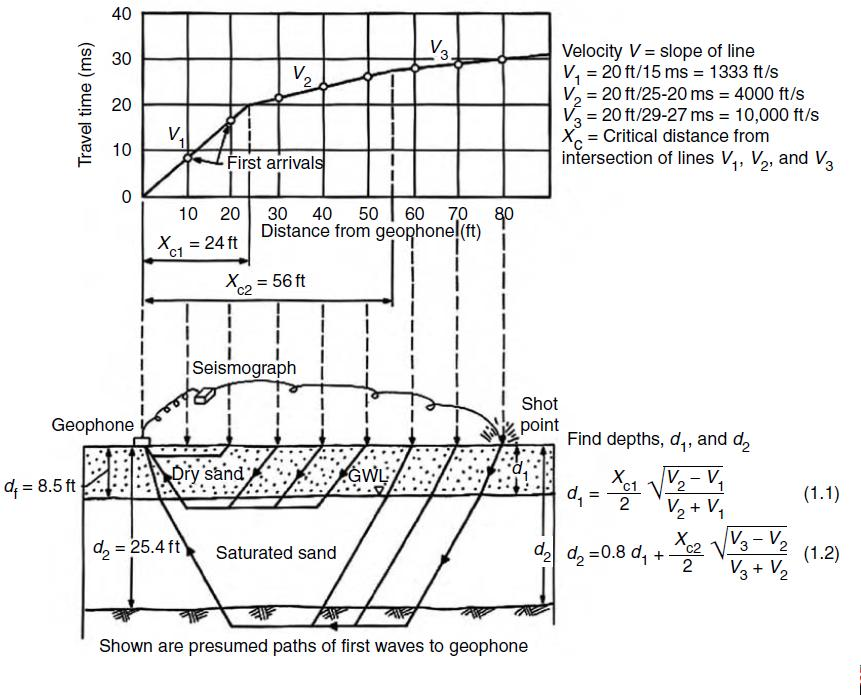 40
30
20
10
0
Travel time (ms)
V₁
V₂
V₃
First arrivals
10 20 30 40 50 60 70 80
Distance from geophone (ft)
Velocity V = slope of line
V₁ = 20 ft/15 ms = 1333 ft/s
V₂ = 20 ft/25-20 ms = 4000 ft/s
V₃ = 20 ft/29-27 ms = 10,000 ft/s
Xc = Critical distance from
intersection of lines V₁, V₂, and V₃
Xc1 = 24 ft
Xc2 = 56 ft
Seismograph
Geophone
Shot
point
Dry sand
GWL
d₁
df = 8.5 ft
d₂ = 25.4 ft
Saturated sand
d₂
Find depths, d₁, and d₂
d₁ = Xc1/2 √(V₂ − V₁/V₂ + V₁) (1.1)
d₂ =0.8 d₁ + Xc2/2 √(V₃ − V₂/V₃ + V₂) (1.2)
Shown are presumed paths of first waves to geophone